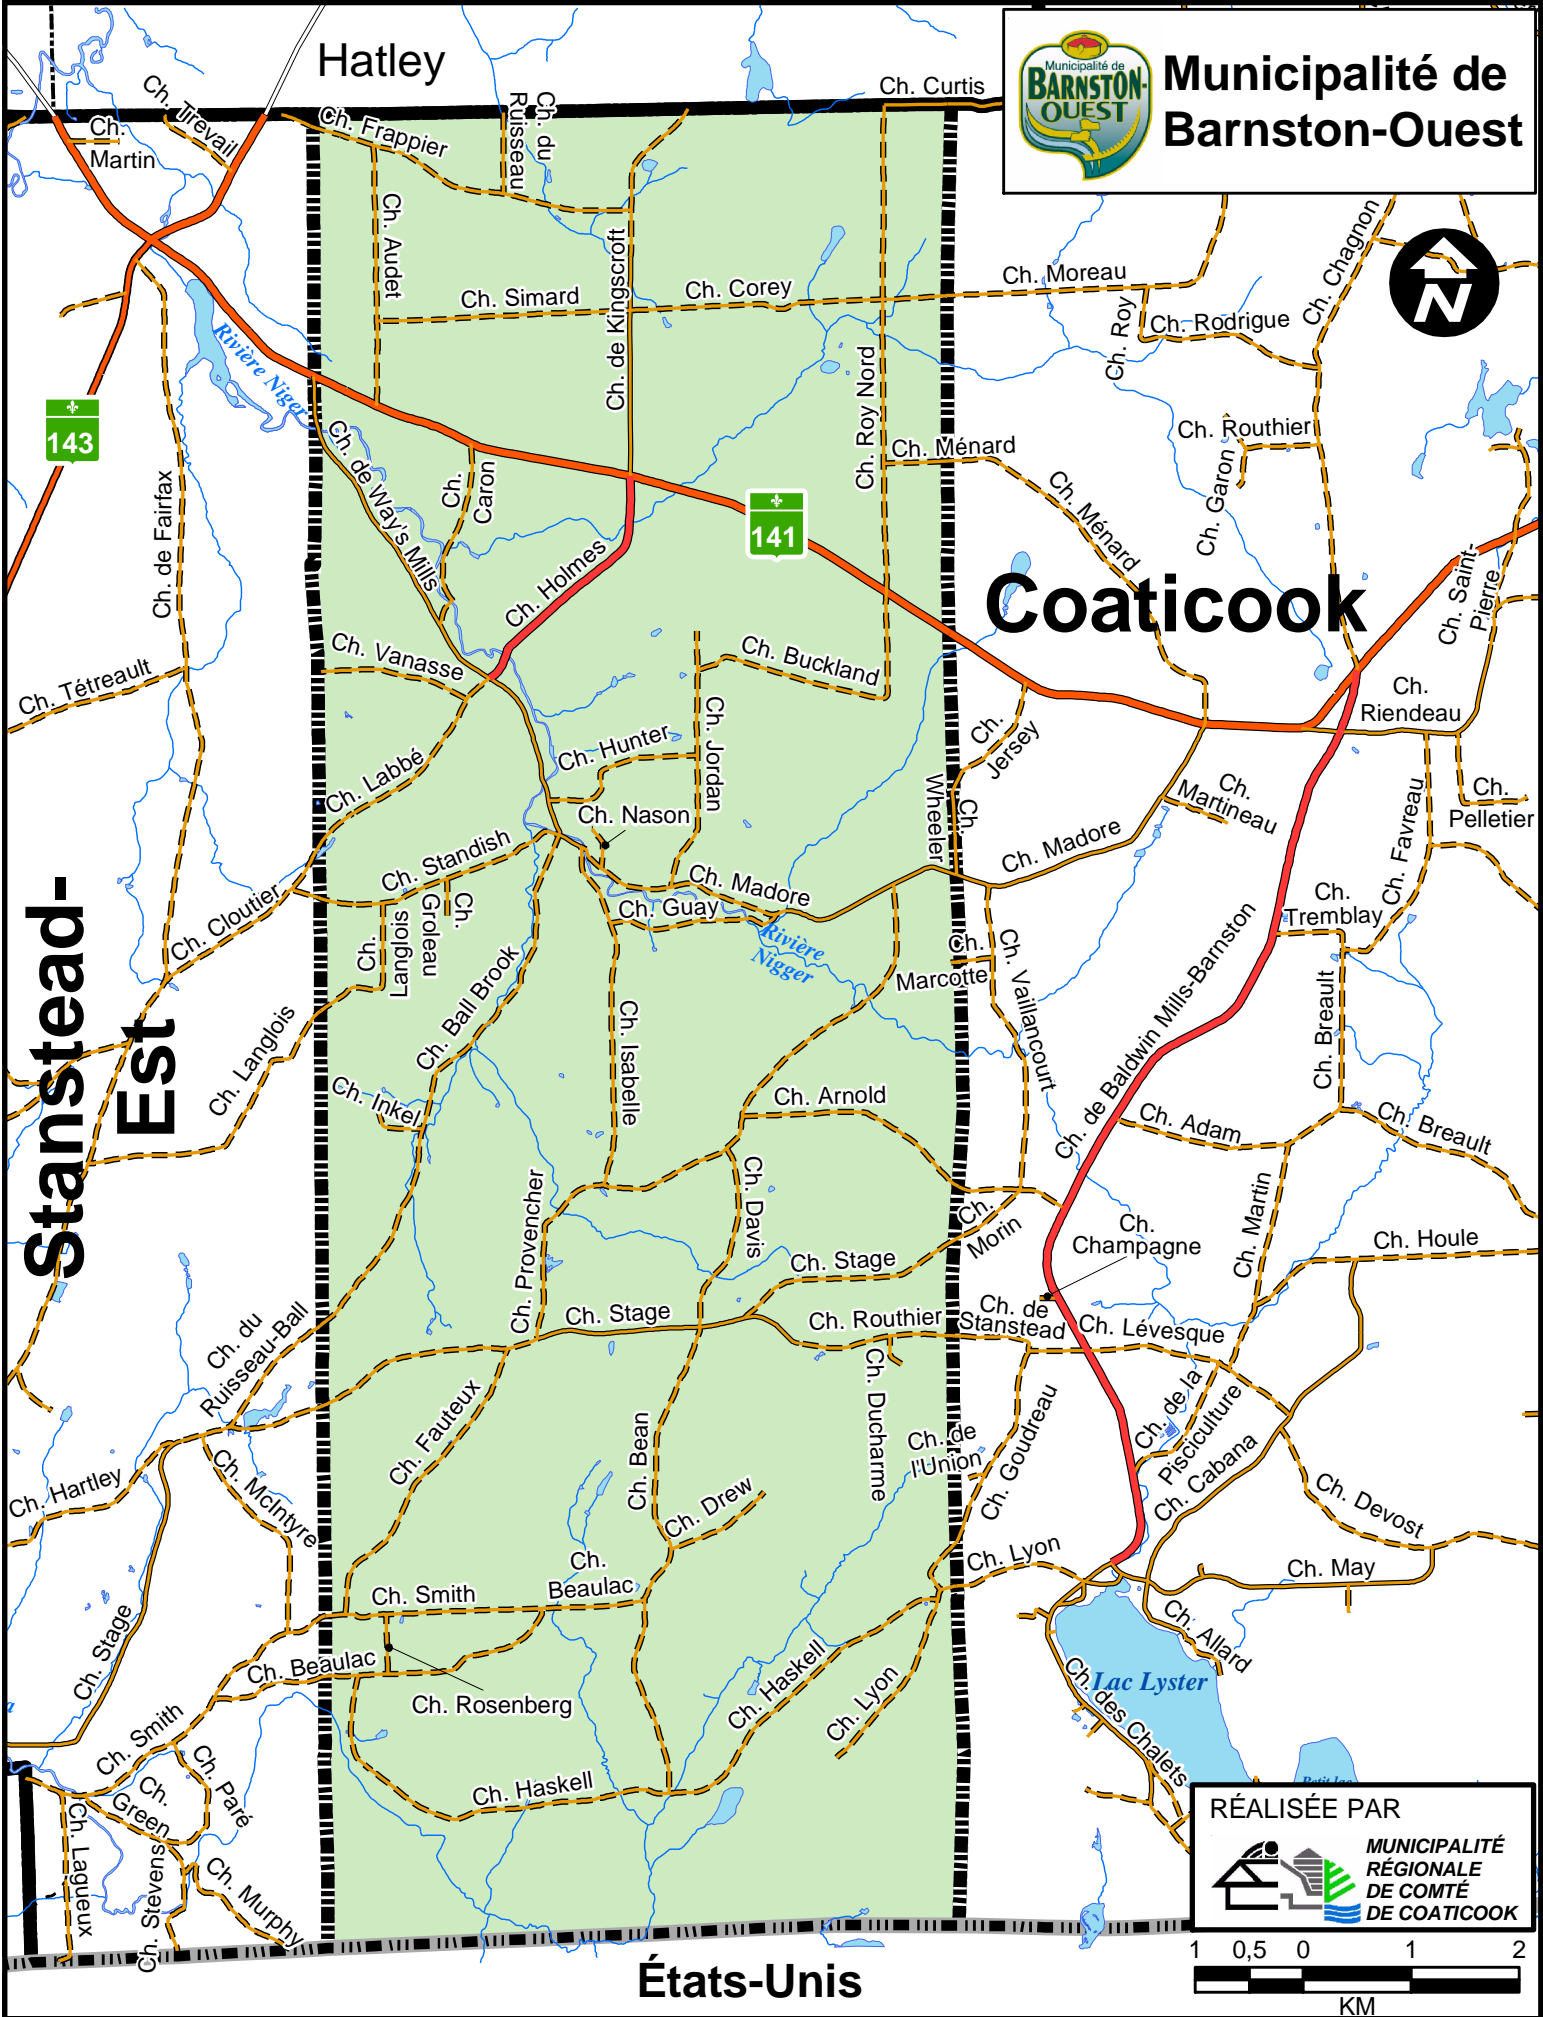 Hatley
Municipalité de
BARNSTON-
OUEST
Municipalité de
Barnston-Ouest
Ch. Curtis
Ch.
Martin
Ch. Tirevail
Ch. Frappier
Ch. du
Ruisseau
Ch. Audet
Ch. Simard
Ch. de Kingscroft
Ch. Corey
Ch. Moreau
Ch. Chagnon
N
Ch. Roy
Ch. Rodrigue
Rivière Niger
143
Ch. Roy Nord
Ch. Ménard
Ch. Routhier
Ch. Garon
Ch. de Fairfax
Ch. de Way's Mills
Ch.
Caron
141
Ch. Ménard
Ch. Holmes
Coaticook
Ch. Saint-
Pierre
Ch. Vanasse
Ch. Buckland
Ch. Tétreault
Ch.
Riendeau
Ch. Hunter
Ch. Jordan
Ch.
Jersey
Ch. Labbé
Ch. Nason
Ch.
Wheeler
Ch.
Martineau
Ch. Favreau
Ch.
Pelletier
Ch. Standish
Ch. Madore
Ch. Madore
Ch. Cloutier
Ch.
Langlois
Ch.
Groleau
Ch. Guay
Rivière
Nigger
Ch.
Tremblay
Stanstead-
Est
Ch. Ball Brook
Ch.
Marcotte
Ch. Vaillancourt
Ch. de Baldwin Mills-Barnston
Ch. Breault
Ch. Langlois
Ch. Isabelle
Ch. Inkel
Ch. Arnold
Ch. Adam
Ch. Breault
Ch. Provencher
Ch. Davis
Ch.
Morin
Ch. Martin
Ch.
Champagne
Ch. Houle
Ch. Stage
Ch. Stage
Ch. Routhier
Ch. de
Stanstead
Ch. Lévesque
Ch. du
Ruisseau-Ball
Ch. Fauteux
Ch. Ducharme
Ch. Goudreau
Ch. de la
Pisciculture
Ch. Bean
Ch. de
l'Union
Ch. Cabana
Ch. Hartley
Ch. McIntyre
Ch. Drew
Ch. Devost
Ch. Lyon
Ch. May
Ch.
Beaulac
Ch. Smith
Ch. Stage
Ch. Allard
Ch. Beaulac
Ch. Rosenberg
Ch. Haskell
Ch. Lyon
Lac Lyster
Ch. des Chalets
Ch. Smith
Ch. Haskell
Ch. Paré
Ch.
Green
Petit lac
Ch. Lagueux
Ch. Stevens
Ch. Murphy
RÉALISÉE PAR
MUNICIPALITÉ
RÉGIONALE
DE COMTÉ
DE COATICOOK
États-Unis
1 0,5 0 1 2
KM